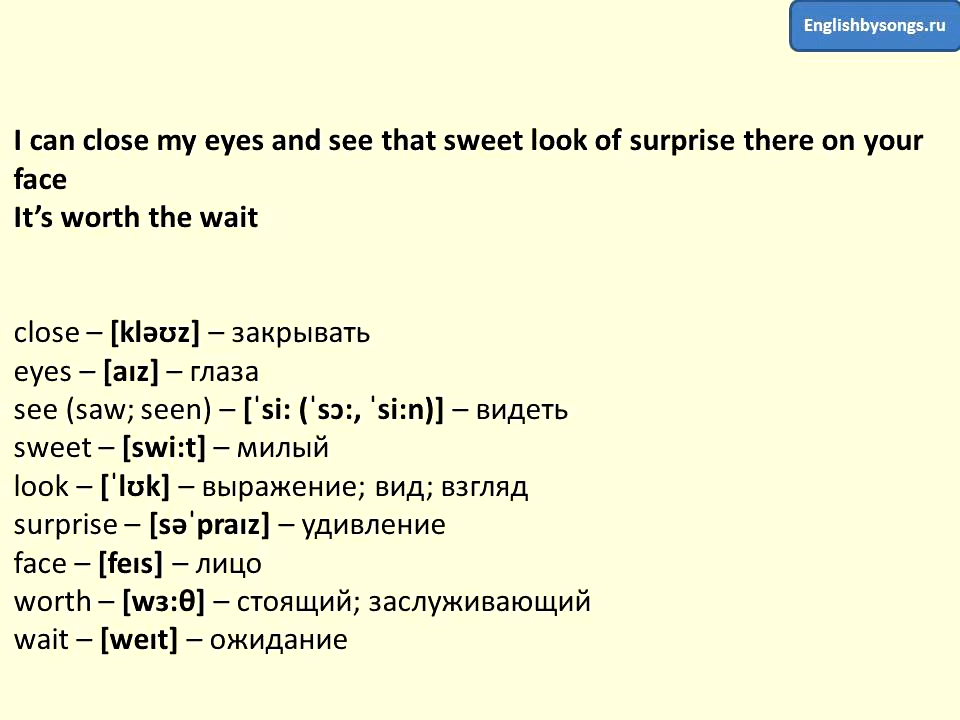 Englishbysongs.ru
I can close my eyes and see that sweet look of surprise there on your
face
It’s worth the wait
close – [kləʊz] – закрывать
eyes – [aɪz] – глаза
see (saw; seen) – [ˈsi: (ˈsɔ:, ˈsi:n)] – видеть
sweet – [swi:t] – милый
look – [ˈlʊk] – выражение; вид; взгляд
surprise – [səˈpraɪz] – удивление
face – [feɪs] – лицо
worth – [wɜ:θ] – стоящий; заслуживающий
wait – [weɪt] – ожидание